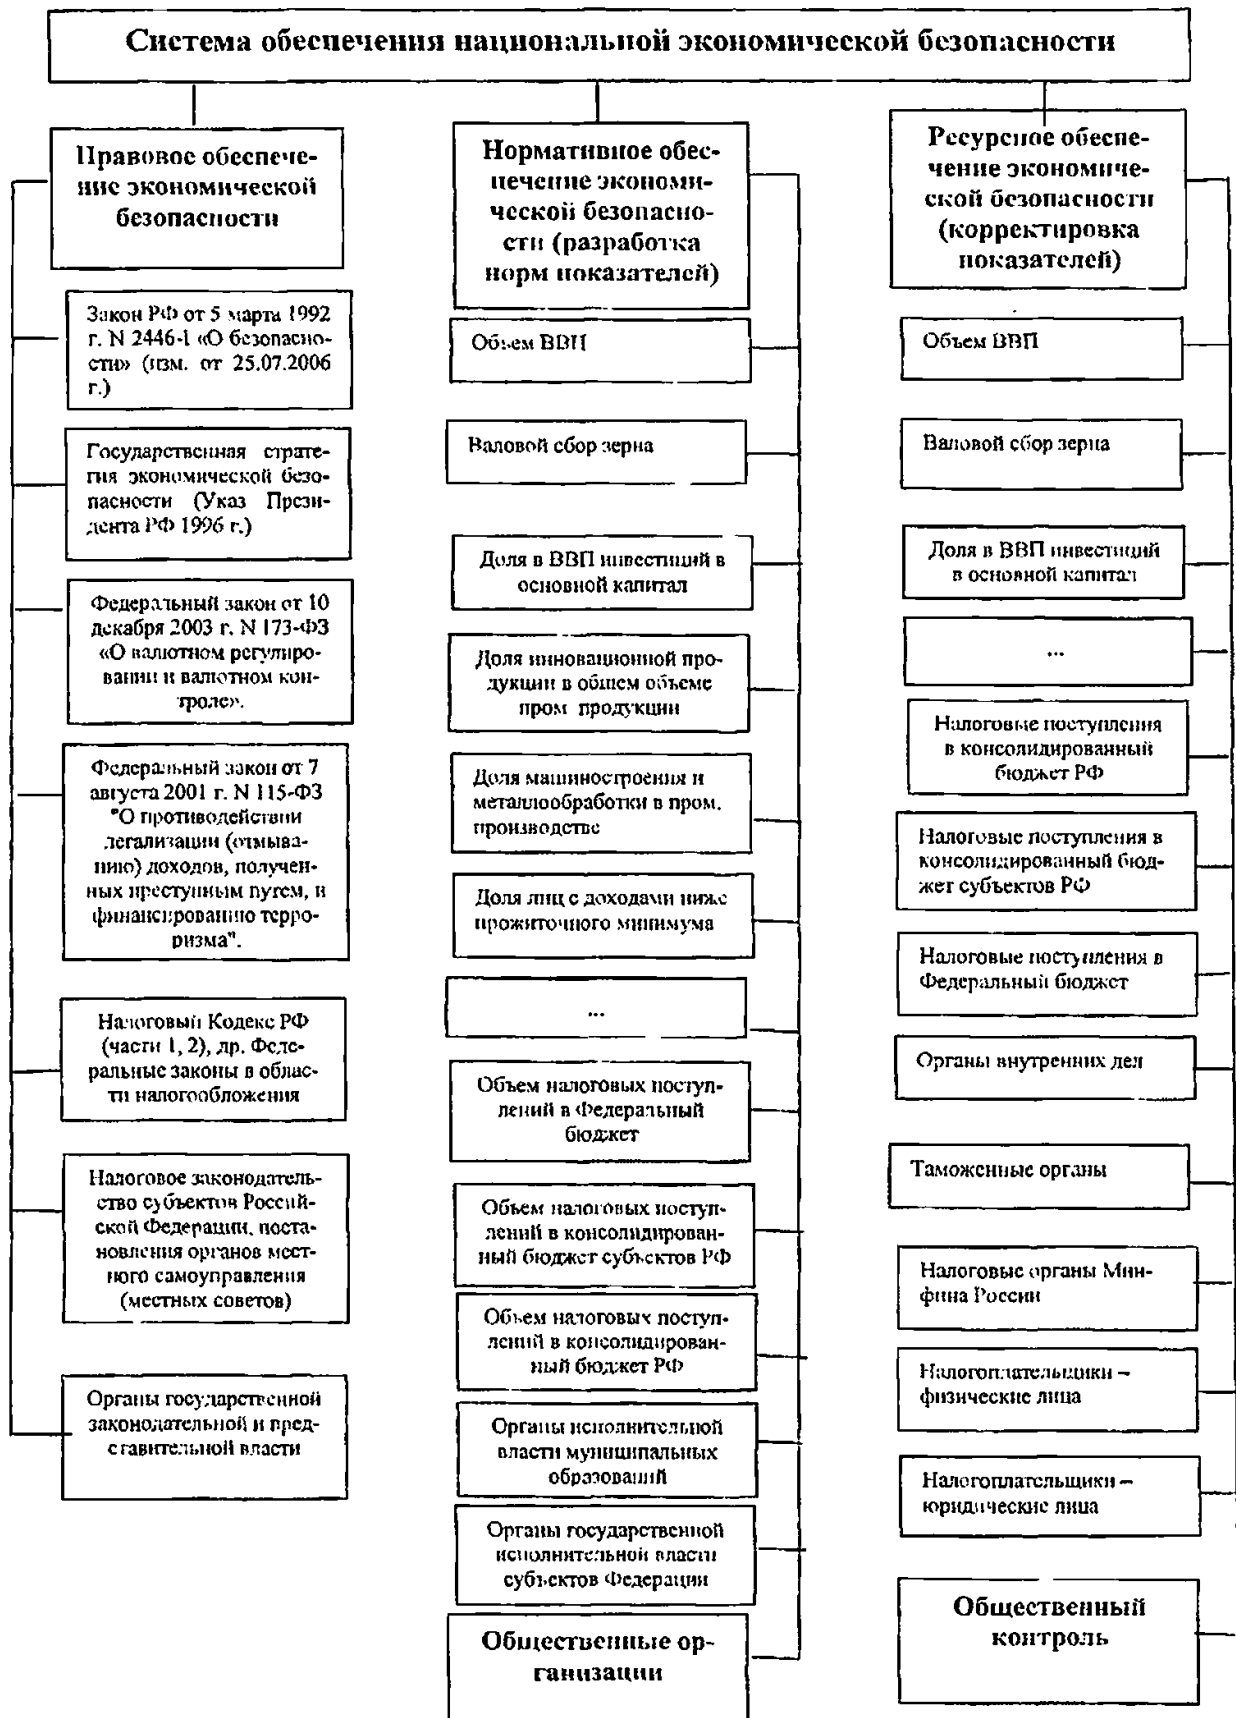 Система обеспечения национальной экономической безопасности
Правовое обеспече-
ние экономической
безопасности
Закон РФ от 5 марта 1992
г. N 2446-1 «О безопасно-
сти» (изм. от 25.07.2006
г.)
Государственная страте-
гия экономической безо-
пасности (Указ Прези-
дента РФ 1996 г.)
Федеральный закон от 10
декабря 2003 г. N 173-ФЗ
«О валютном регулиро-
вании и валютном кон-
троле».
Федеральный закон от 7
августа 2001 г. N 115-ФЗ
"О противодействии
легализации (отмыва-
нию) доходов, получен-
ных преступным путем, и
финансированию терро-
ризма".
Налоговый Кодекс РФ
(части 1, 2), др. Феде-
ральные законы в облас-
ти налогообложения
Налоговое законодатель-
ство субъектов Россий-
ской Федерации, поста-
новления органов мест-
ного самоуправления
(местных советов)
Органы государственной
законодательной и пред-
ставительной власти
Нормативное обес-
печение экономи-
ческой безопасно-
сти (разработка
норм показателей)
Объем ВВП
Валовой сбор зерна
Доля в ВВП инвестиций в
основной капитал
Доля инновационной про-
дукции в общем объеме
пром продукции
Доля машиностроения и
металлообработки в пром.
производстве
Доля лиц с доходами ниже
прожиточного минимума
...
Объем налоговых поступ-
лений в Федеральный
бюджет
Объем налоговых поступ-
лений в консолидирован-
ный бюджет субъектов РФ
Объем налоговых поступ-
лений в консолидирован-
ный бюджет РФ
Органы исполнительной
власти муниципальных
образований
Органы государственной
исполнительной власти
субъектов Федерации
Общественные ор-
ганизации
Ресурсное обеспе-
чение экономиче-
ской безопасности
(корректировка
показателей)
Объем ВВП
Валовой сбор зерна
Доля в ВВП инвестиций
в основной капитал
...
Налоговые поступления
в консолидированный
бюджет РФ
Налоговые поступления в
консолидированный бюд-
жет субъектов РФ
Налоговые поступления в
Федеральный бюджет
Органы внутренних дел
Таможенные органы
Налоговые органы Мин-
фина России
Налогоплательщики –
физические лица
Налогоплательщики –
юридические лица
Общественный
контроль